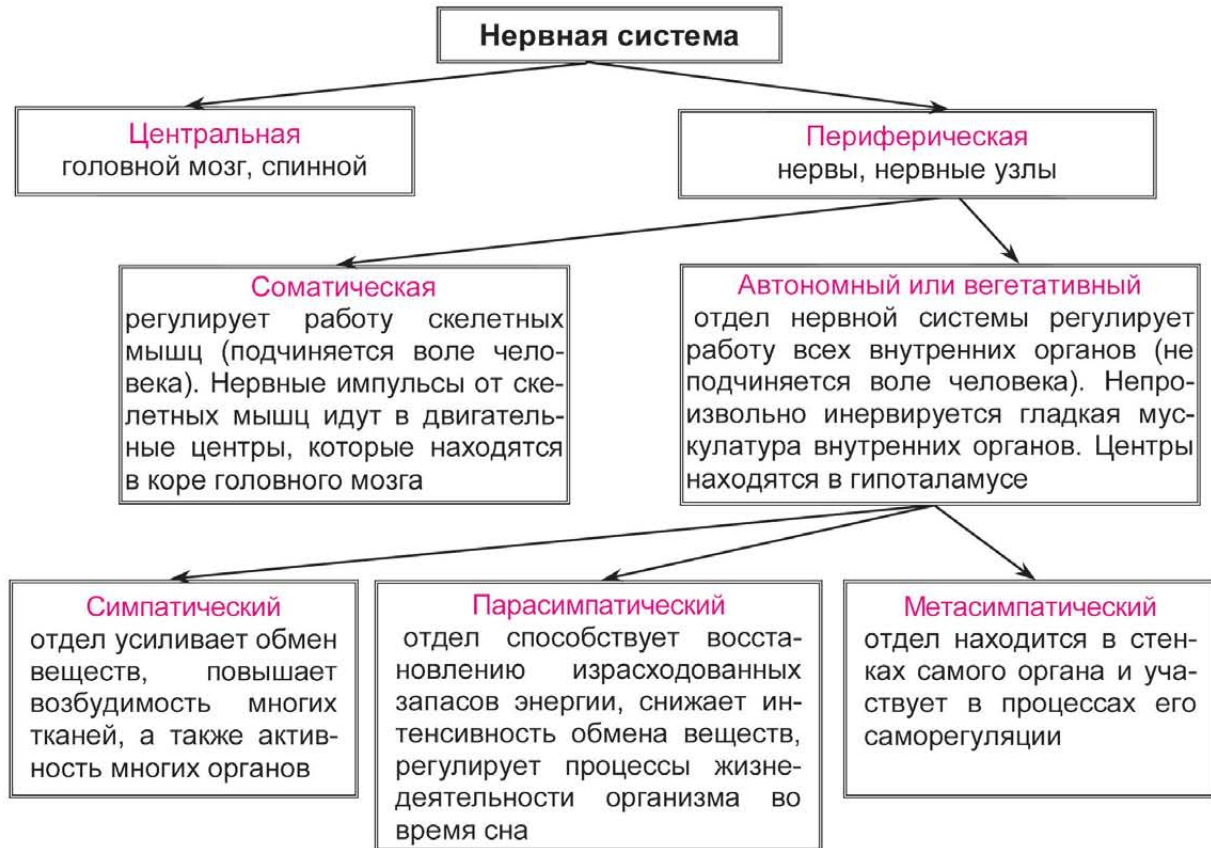 Нервная система
Центральная
головной мозг, спинной
Периферическая
нервы, нервные узлы
Соматическая
регулирует работу скелетных
мышц (подчиняется воле чело-
века). Нервные импульсы от ске-
летных мышц идут в двигатель-
ные центры, которые находятся
в коре головного мозга
Автономный или вегетативный
отдел нервной системы регулирует
работу всех внутренних органов (не
подчиняется воле человека). Непро-
извольно инервируется гладкая мус-
кулатура внутренних органов. Центры
находятся в гипоталамусе
Симпатический
отдел усиливает обмен
веществ, повышает
возбудимость многих
тканей, а также актив-
ность многих органов
Парасимпатический
отдел способствует восста-
новлению израсходованных
запасов энергии, снижает ин-
тенсивность обмена веществ,
регулирует процессы жизне-
деятельности организма во
время сна
Метасимпатический
отдел находится в стен-
ках самого органа и уча-
ствует в процессах его
саморегуляции